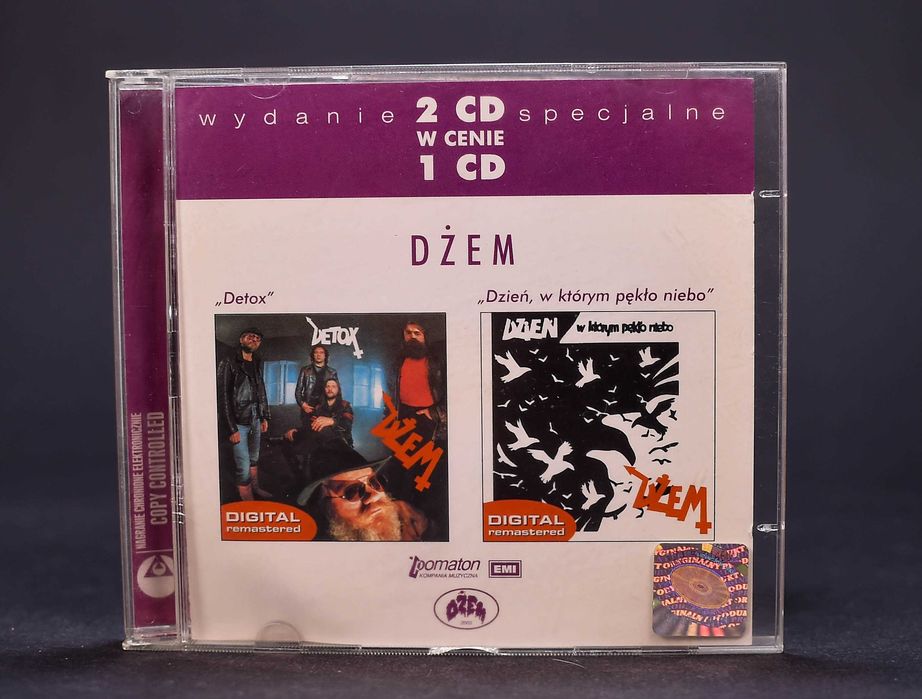 wydanie 2 CD specjalne
W CENIE
1 CD
DŻEM
„Detox”
„Dzień, w którym pękło niebo”
DETOX
DŻEM
DIGITAL
remastered
DZIEŃ w którym pękło niebo
DŻEM
DIGITAL
remastered
pomaton EMI
KOMPANIA MUZYCZNA
DŻEM
NAGRANIE CHRONIONE ELEKTRONICZNIE
COPY CONTROLLED